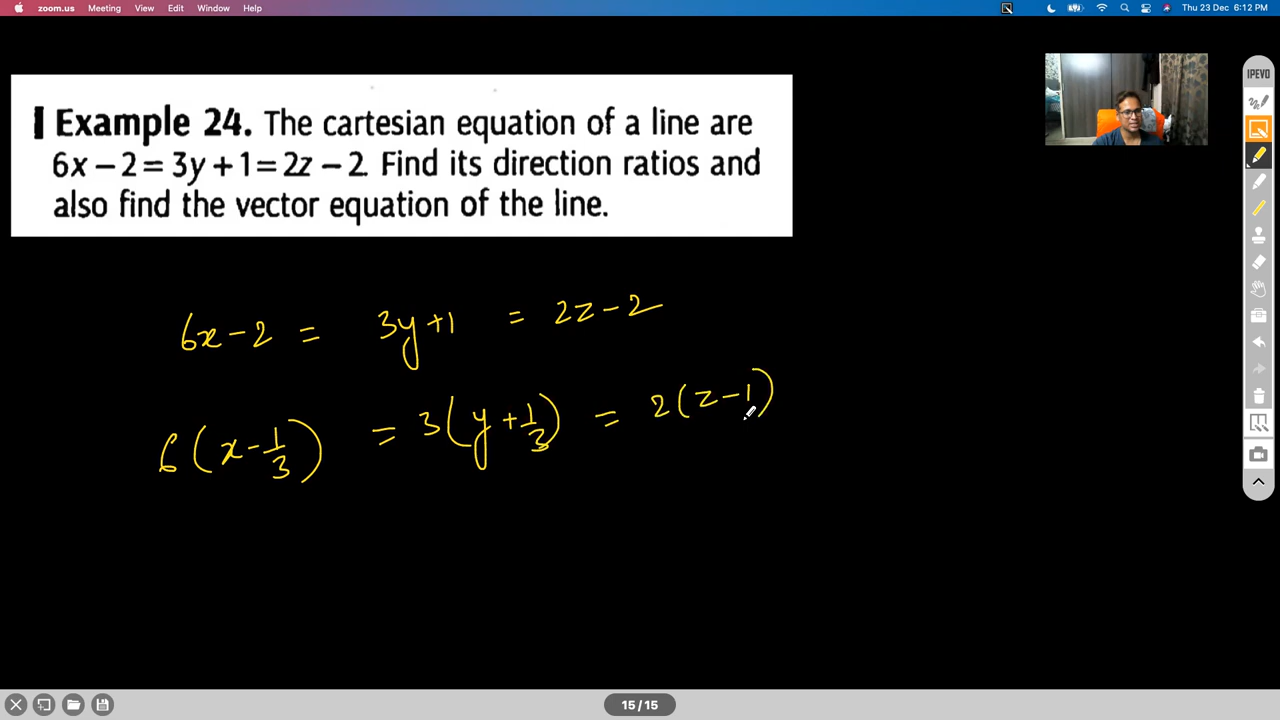 zoom.us Meeting View Edit Window Help Thu 23 Dec 6:12 PM
IPEVO
Example 24. The cartesian equation of a line are
6x – 2 = 3y + 1 = 2z – 2. Find its direction ratios and
also find the vector equation of the line.
6x – 2 = 3y + 1 = 2z – 2
6(x – 1/3) = 3(y + 1/3) = 2(z – 1)
15/15